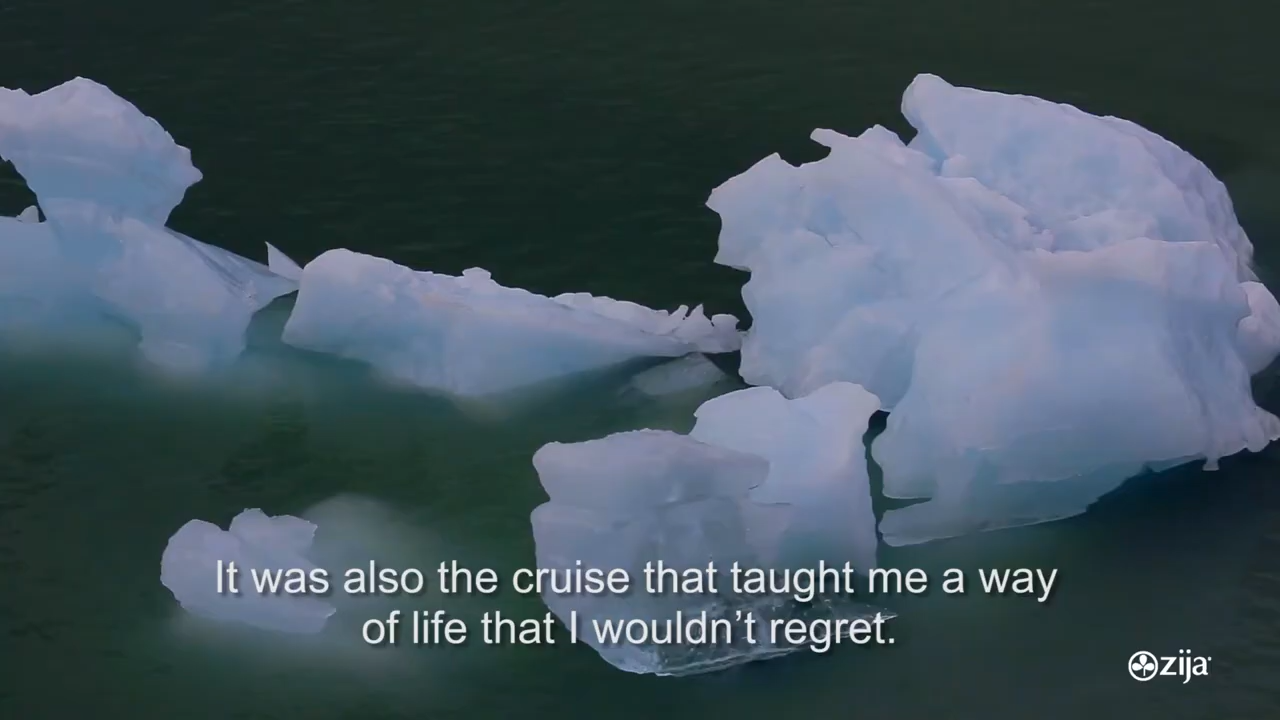 It was also the cruise that taught me a way
of life that I wouldn’t regret.
zija